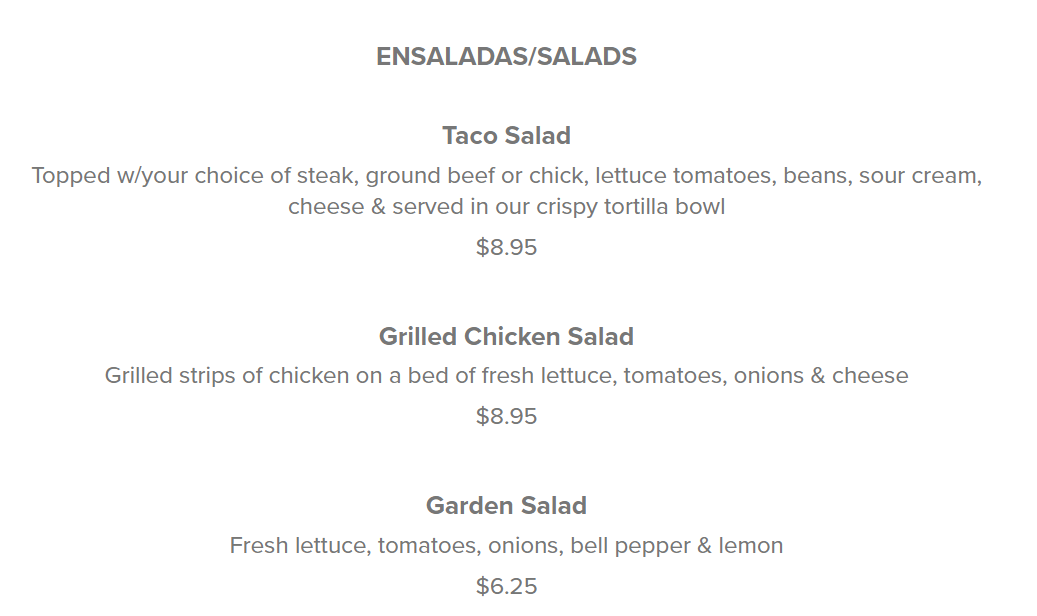 ENSALADAS/SALADS
Taco Salad
Topped w/your choice of steak, ground beef or chick, lettuce tomatoes, beans, sour cream,
cheese & served in our crispy tortilla bowl
$8.95
Grilled Chicken Salad
Grilled strips of chicken on a bed of fresh lettuce, tomatoes, onions & cheese
$8.95
Garden Salad
Fresh lettuce, tomatoes, onions, bell pepper & lemon
$6.25